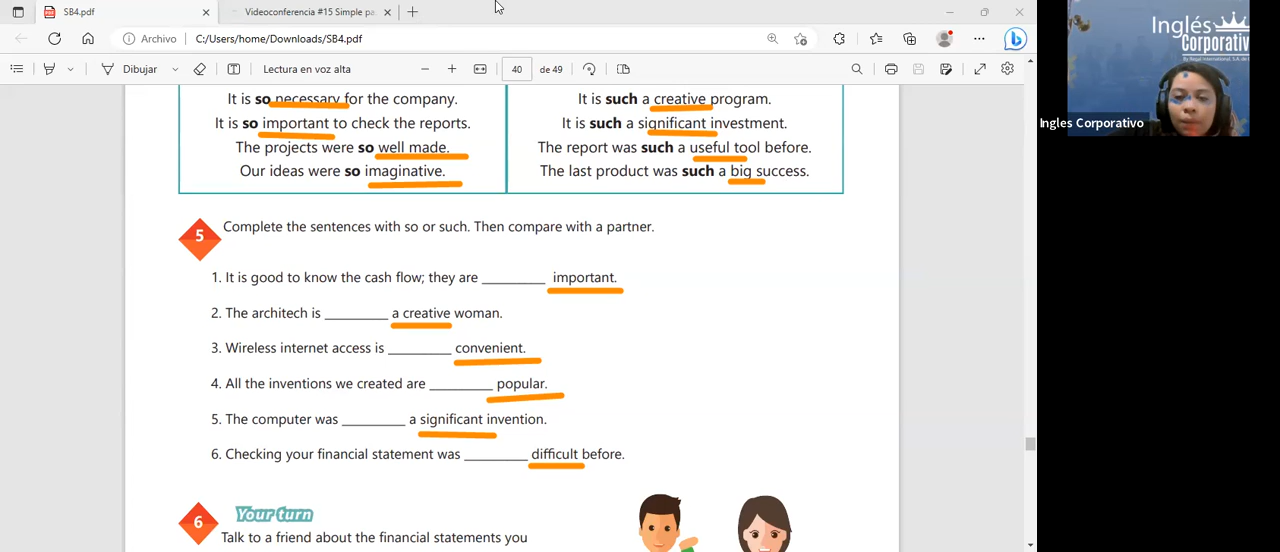 SB4.pdf
Videoconferencia #15 Simple pa
Archivo
C:/Users/home/Downloads/SB4.pdf
Dibujar
Lectura en voz alta
40
de 49
It is so necessary for the company.
It is so important to check the reports.
The projects were so well made.
Our ideas were so imaginative.
It is such a creative program.
It is such a significant investment.
The report was such a useful tool before.
The last product was such a big success.
5
Complete the sentences with so or such. Then compare with a partner.
1. It is good to know the cash flow; they are __________ important.
2. The architech is __________ a creative woman.
3. Wireless internet access is __________ convenient.
4. All the inventions we created are __________ popular.
5. The computer was __________ a significant invention.
6. Checking your financial statement was __________ difficult before.
6
Your turn
Talk to a friend about the financial statements you
Inglés
Corporativ
Ingles Corporativo